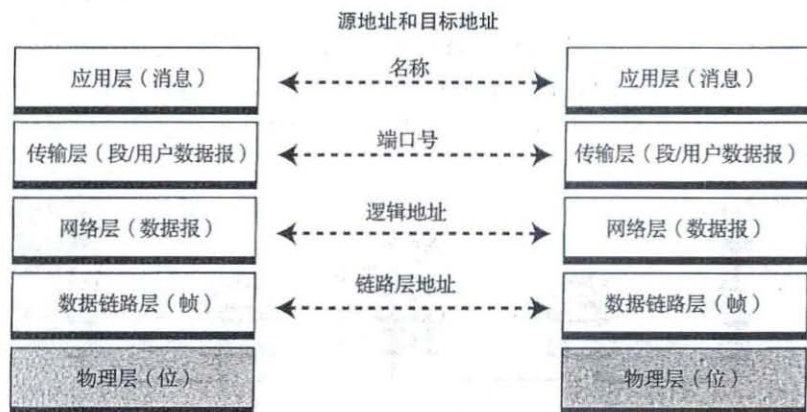 源地址和目标地址
应用层（消息） 名称 应用层（消息）
传输层（段/用户数据报） 端口号 传输层（段/用户数据报）
网络层（数据报） 逻辑地址 网络层（数据报）
数据链路层（帧） 链路层地址 数据链路层（帧）
物理层（位） 物理层（位）